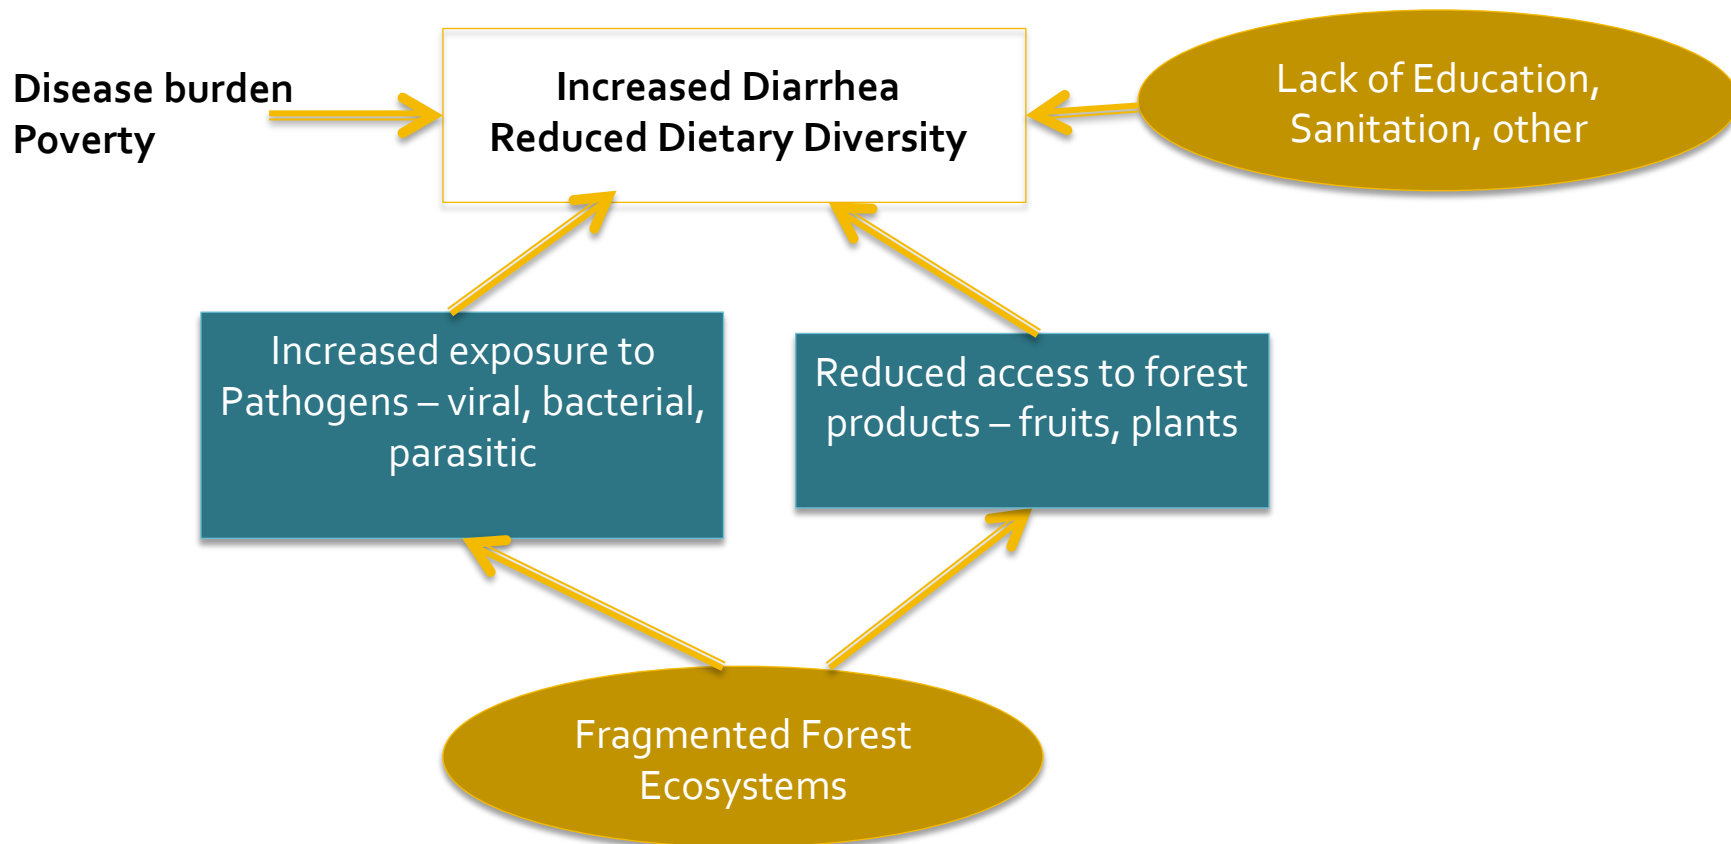 Disease burden
Poverty
Increased Diarrhea
Reduced Dietary Diversity
Lack of Education,
Sanitation, other
Increased exposure to
Pathogens – viral, bacterial,
parasitic
Reduced access to forest
products – fruits, plants
Fragmented Forest
Ecosystems